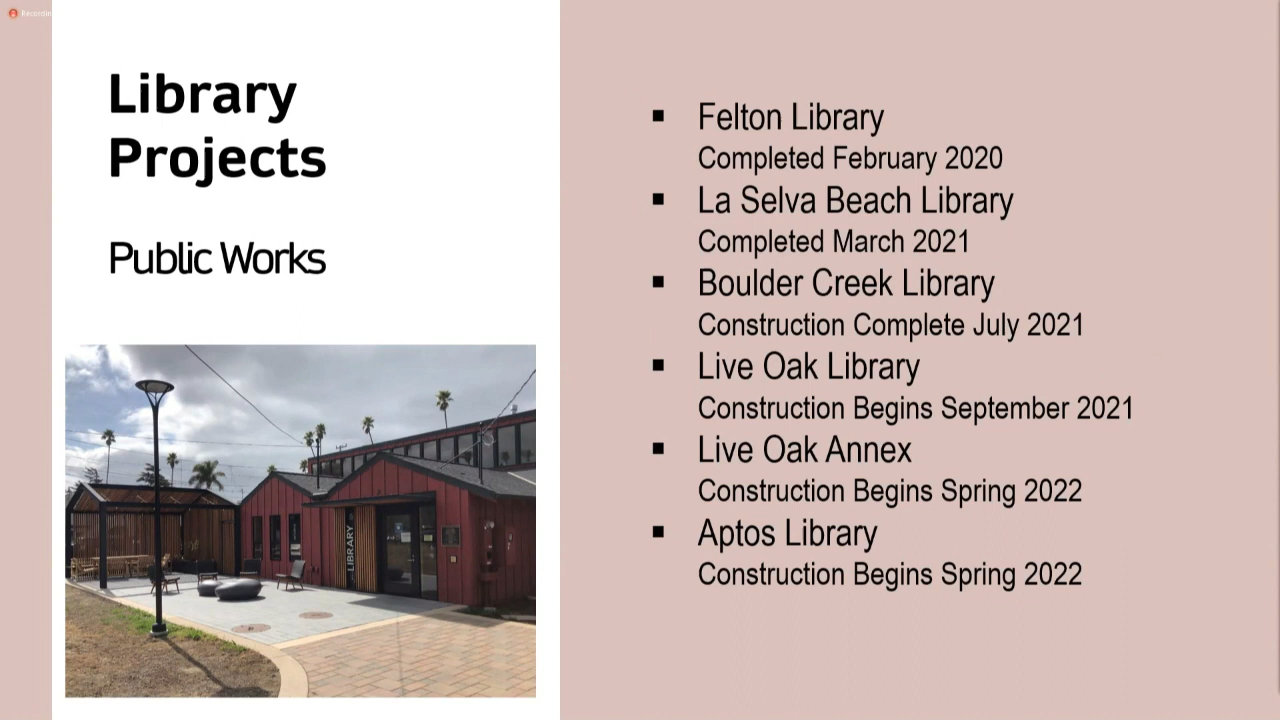 Recordin
Library
Projects
Public Works
LIBRARY
▪ Felton Library
Completed February 2020
▪ La Selva Beach Library
Completed March 2021
▪ Boulder Creek Library
Construction Complete July 2021
▪ Live Oak Library
Construction Begins September 2021
▪ Live Oak Annex
Construction Begins Spring 2022
▪ Aptos Library
Construction Begins Spring 2022